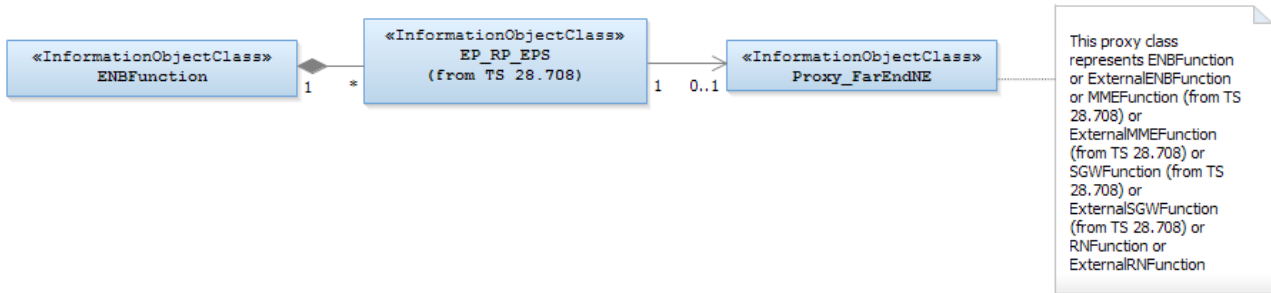 «InformationObjectClass»
ENBFunction
1
*
«InformationObjectClass»
EP_RP_EPS
(from TS 28.708)
1
0..1
«InformationObjectClass»
Proxy_FarEndNE
This proxy class
represents ENBFunction
or ExternalENBFunction
or MMEFunction (from TS
28.708) or
ExternalMMEFunction
(from TS 28.708) or
SGWFunction (from TS
28.708) or
ExternalSGWFunction
(from TS 28.708) or
RNFunction or
ExternalRNFunction